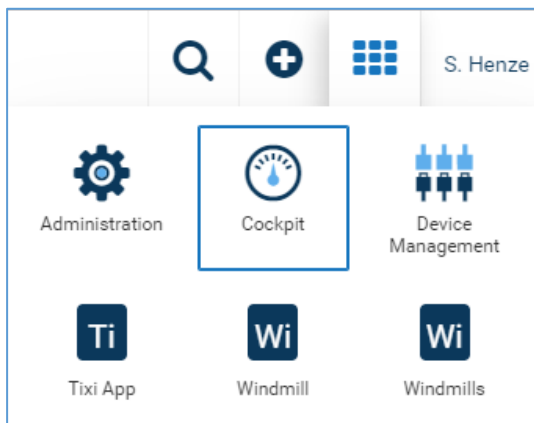 S. Henze
Administration
Cockpit
Device
Management
Ti
Wi
Wi
Tixi App
Windmill
Windmills